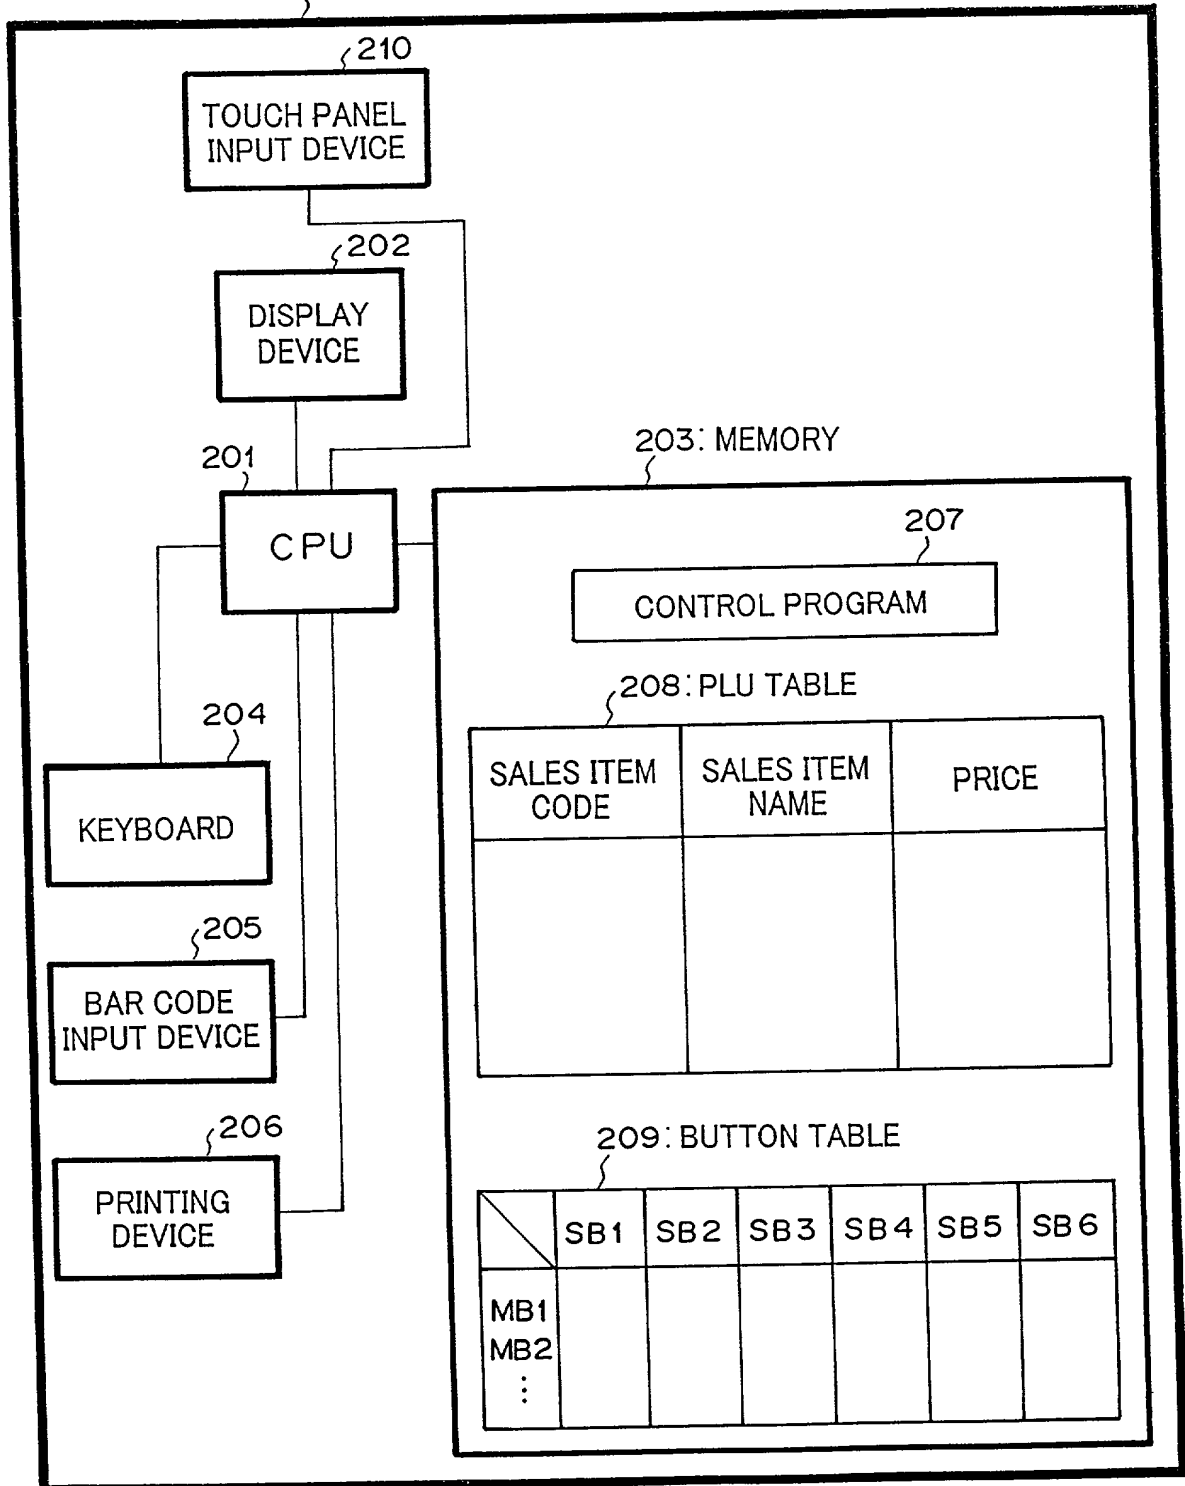 210
TOUCH PANEL
INPUT DEVICE
202
DISPLAY
DEVICE
203: MEMORY
201
CPU
207
CONTROL PROGRAM
208: PLU TABLE
SALES ITEM CODE
SALES ITEM NAME
PRICE
204
KEYBOARD
205
BAR CODE
INPUT DEVICE
206
PRINTING
DEVICE
209: BUTTON TABLE
SB1 SB2 SB3 SB4 SB5 SB6
MB1
MB2
⋮